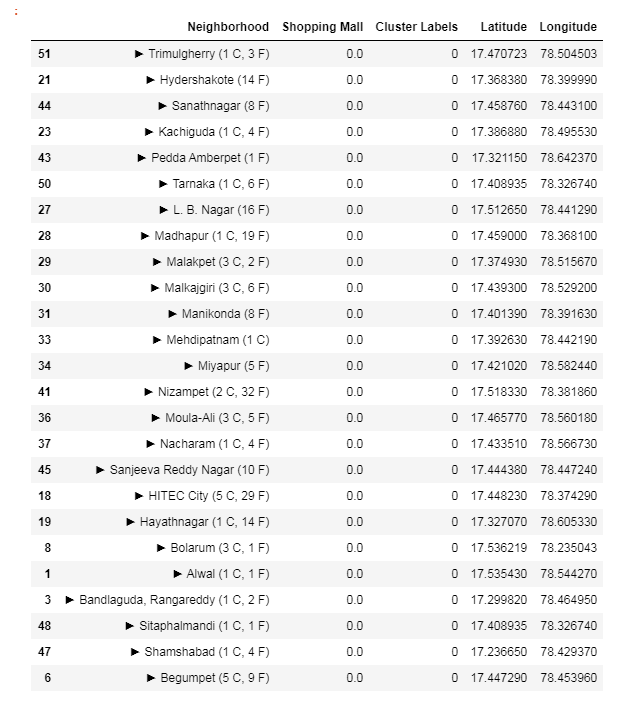 :
Neighborhood Shopping Mall Cluster Labels Latitude Longitude
51 ► Trimulgherry (1 C, 3 F) 0.0 0 17.470723 78.504503
21 ► Hydershakote (14 F) 0.0 0 17.368380 78.399990
44 ► Sanathnagar (8 F) 0.0 0 17.458760 78.443100
23 ► Kachiguda (1 C, 4 F) 0.0 0 17.386880 78.495530
43 ► Pedda Amberpet (1 F) 0.0 0 17.321150 78.642370
50 ► Tarnaka (1 C, 6 F) 0.0 0 17.408935 78.326740
27 ► L. B. Nagar (16 F) 0.0 0 17.512650 78.441290
28 ► Madhapur (1 C, 19 F) 0.0 0 17.459000 78.368100
29 ► Malakpet (3 C, 2 F) 0.0 0 17.374930 78.515670
30 ► Malkajgiri (3 C, 6 F) 0.0 0 17.439300 78.529200
31 ► Manikonda (8 F) 0.0 0 17.401390 78.391630
33 ► Mehdipatnam (1 C) 0.0 0 17.392630 78.442190
34 ► Miyapur (5 F) 0.0 0 17.421020 78.582440
41 ► Nizampet (2 C, 32 F) 0.0 0 17.518330 78.381860
36 ► Moula-Ali (3 C, 5 F) 0.0 0 17.465770 78.560180
37 ► Nacharam (1 C, 4 F) 0.0 0 17.433510 78.566730
45 ► Sanjeeva Reddy Nagar (10 F) 0.0 0 17.444380 78.447240
18 ► HITEC City (5 C, 29 F) 0.0 0 17.448230 78.374290
19 ► Hayathnagar (1 C, 14 F) 0.0 0 17.327070 78.605330
8 ► Bolarum (3 C, 1 F) 0.0 0 17.536219 78.235043
1 ► Alwal (1 C, 1 F) 0.0 0 17.535430 78.544270
3 ► Bandlaguda, Rangareddy (1 C, 2 F) 0.0 0 17.299820 78.464950
48 ► Sitaphalmandi (1 C, 1 F) 0.0 0 17.408935 78.326740
47 ► Shamshabad (1 C, 4 F) 0.0 0 17.236650 78.429370
6 ► Begumpet (5 C, 9 F) 0.0 0 17.447290 78.453960